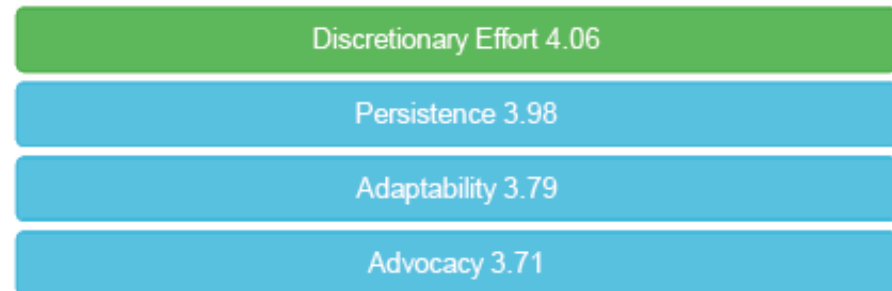 Discretionary Effort 4.06
Persistence 3.98
Adaptability 3.79
Advocacy 3.71